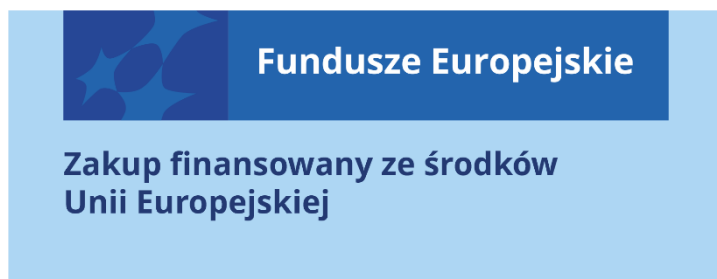 Fundusze Europejskie
Zakup finansowany ze środków
Unii Europejskiej